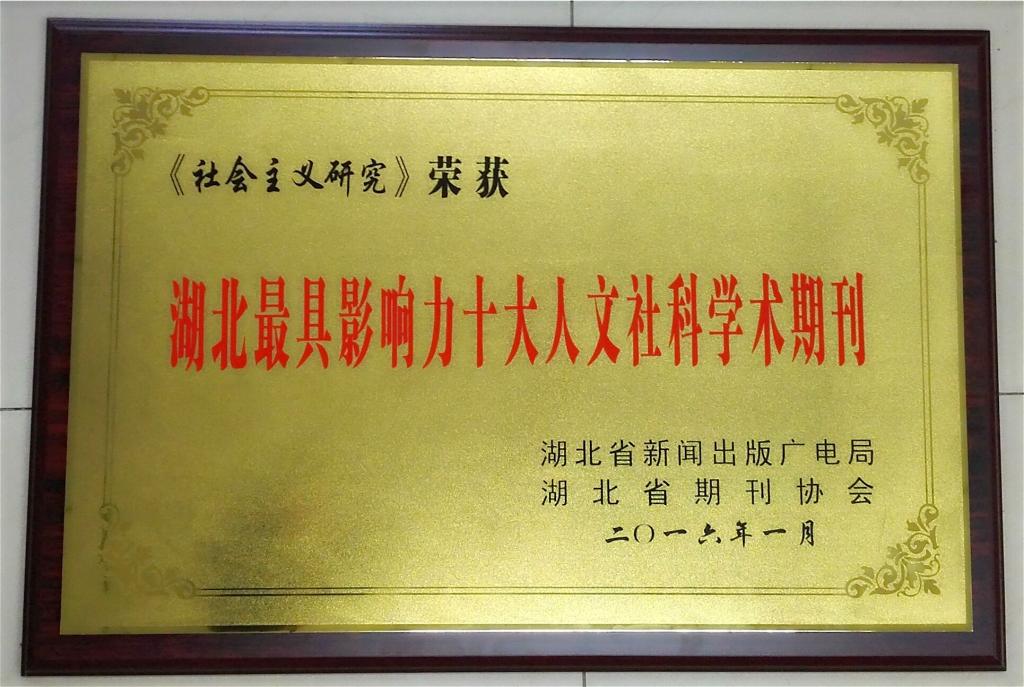 《社会主义研究》荣获
湖北最具影响力十大人文社科学术期刊
湖北省新闻出版广电局
湖北省期刊协会
二〇一六年一月